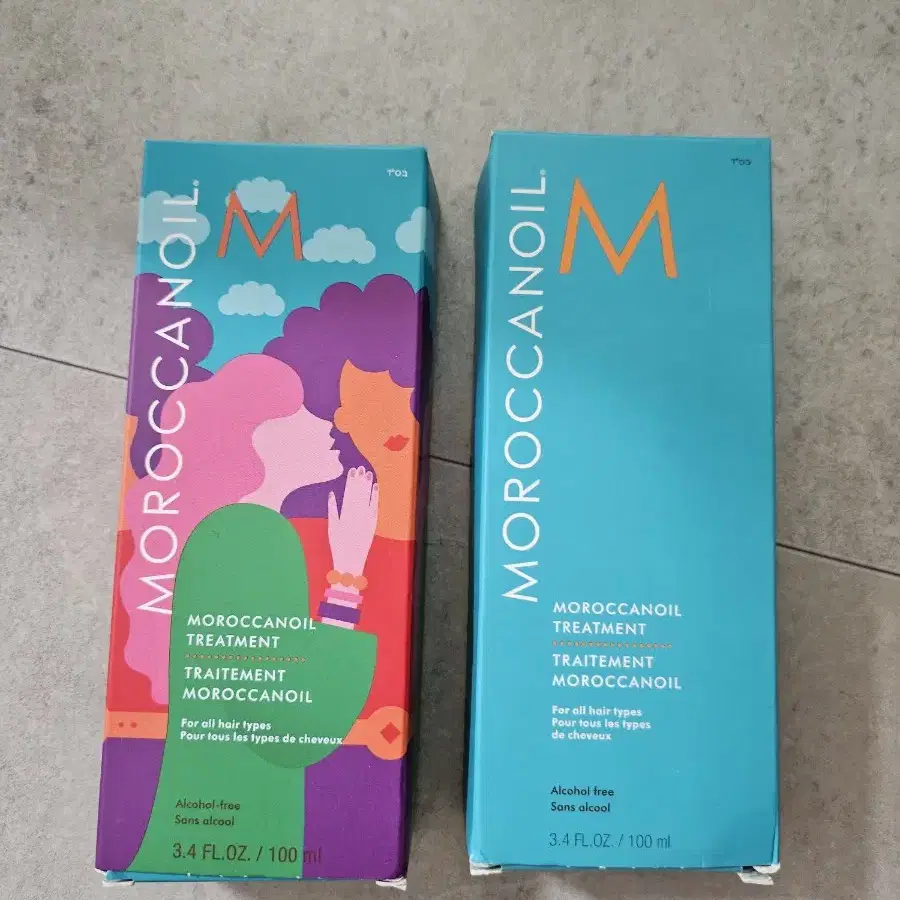 בס"ד
M
MOROCCANOIL®
MOROCCANOIL
TREATMENT
TRAITEMENT
MOROCCANOIL
For all hair types
Pour tous les types de cheveux
Alcohol-free
Sans alcool
3.4 FL.OZ. / 100 ml
בס"ד
M
MOROCCANOIL®
MOROCCANOIL
TREATMENT
TRAITEMENT
MOROCCANOIL
For all hair types
Pour tous les types
de cheveux
Alcohol free
Sans alcool
3.4 FL.OZ. / 100 ml